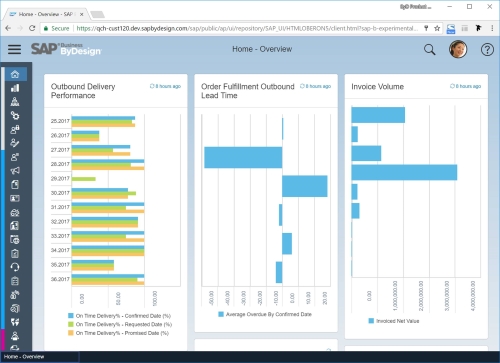 ByD Product ...
Home - Overview
Secure
https://qch-cust120.dev.sapbydesign.com/sap/public/ap/ui/repository/SAP_UI/HTMLOBERON5/client.html?sap-b-experimental...
SAP Business ByDesign
Home - Overview
Outbound Delivery
Performance
6 hours ago
25.2017
26.2017
27.2017
28.2017
29.2017
30.2017
31.2017
32.2017
33.2017
34.2017
35.2017
36.2017
0.00
50.00
100.00
On Time Delivery% - Confirmed Date (%)
On Time Delivery% - Requested Date (%)
On Time Delivery% - Promised Date (%)
Order Fulfillment Outbound
Lead Time
6 hours ago
-50.00
-40.00
-30.00
-20.00
-10.00
0.00
10.00
20.00
Average Overdue By Confirmed Date
Invoice Volume
6 hours ago
0.00
1,000,000.00
2,000,000.00
3,000,000.00
4,000,000.00
Invoiced Net Value
Home - Overview